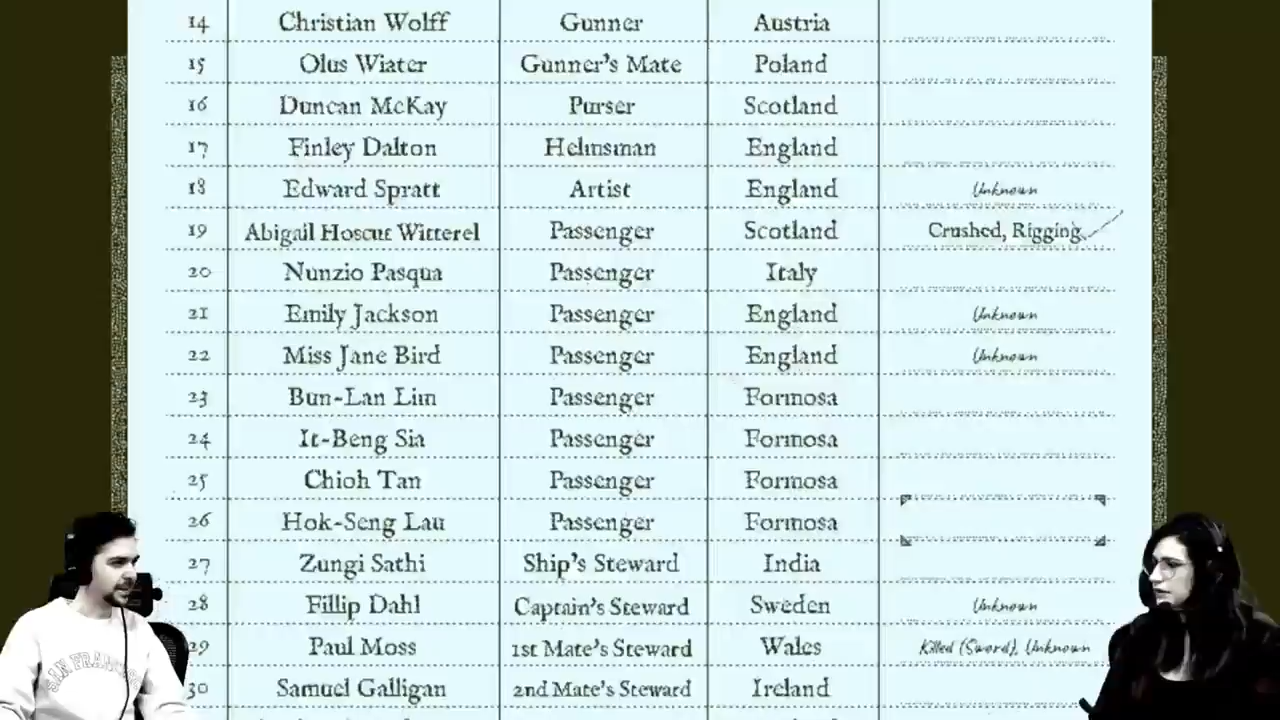 14 Christian Wolff Gunner Austria
15 Olus Wiater Gunner's Mate Poland
16 Duncan McKay Purser Scotland
17 Finley Dalton Helmsman England
18 Edward Spratt Artist England Unknown
19 Abigail Hoscut Witterel Passenger Scotland Crushed, Rigging
20 Nunzio Pasqua Passenger Italy
21 Emily Jackson Passenger England Unknown
22 Miss Jane Bird Passenger England Unknown
23 Bun-Lan Lim Passenger Formosa
24 It-Beng Sia Passenger Formosa
25 Chioh Tan Passenger Formosa
26 Hok-Seng Lau Passenger Formosa
27 Zungi Sathi Ship's Steward India
28 Fillip Dahl Captain's Steward Sweden Unknown
29 Paul Moss 1st Mate's Steward Wales Killed (Sword), Unknown
30 Samuel Galligan 2nd Mate's Steward Ireland
SAN FRANCISC